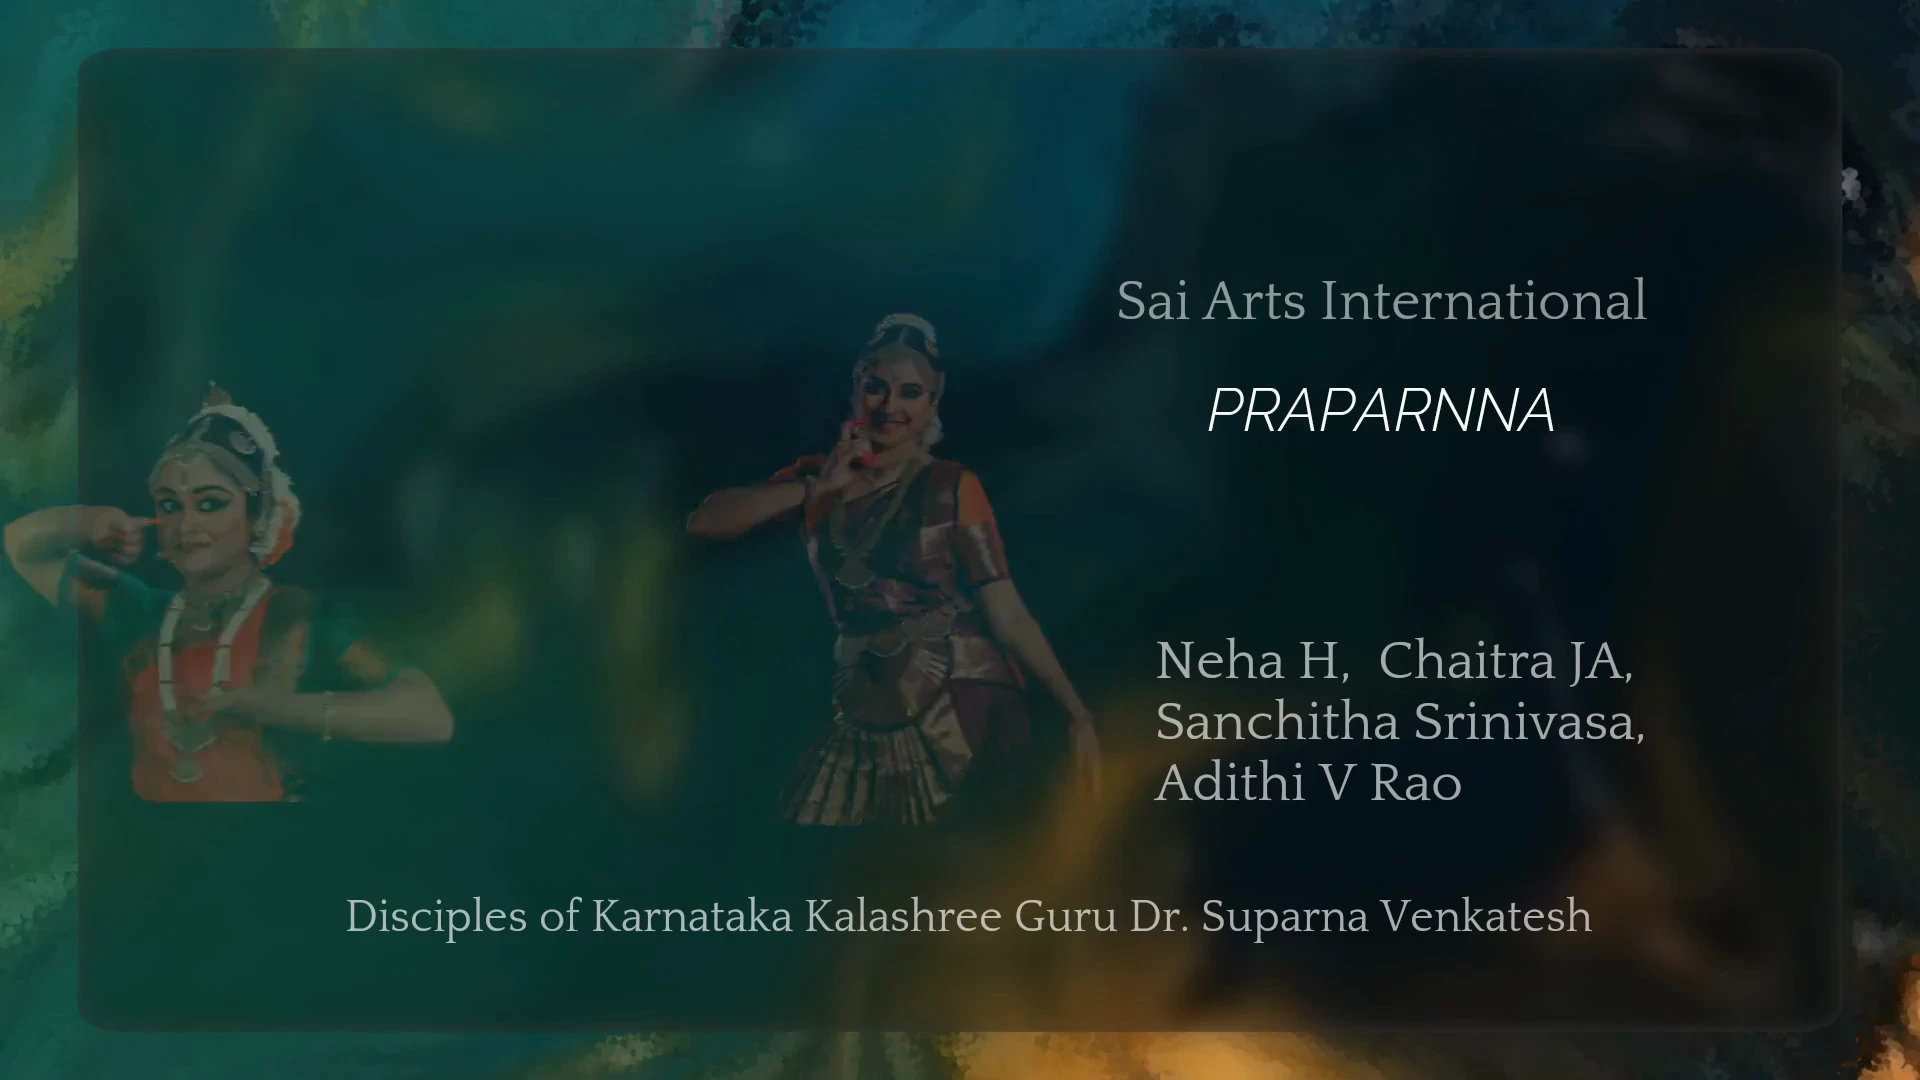 Sai Arts International
PRAPARNNA
Neha H,  Chaitra JA,
Sanchitha Srinivasa,
Adithi V Rao
Disciples of Karnataka Kalashree Guru Dr. Suparna Venkatesh